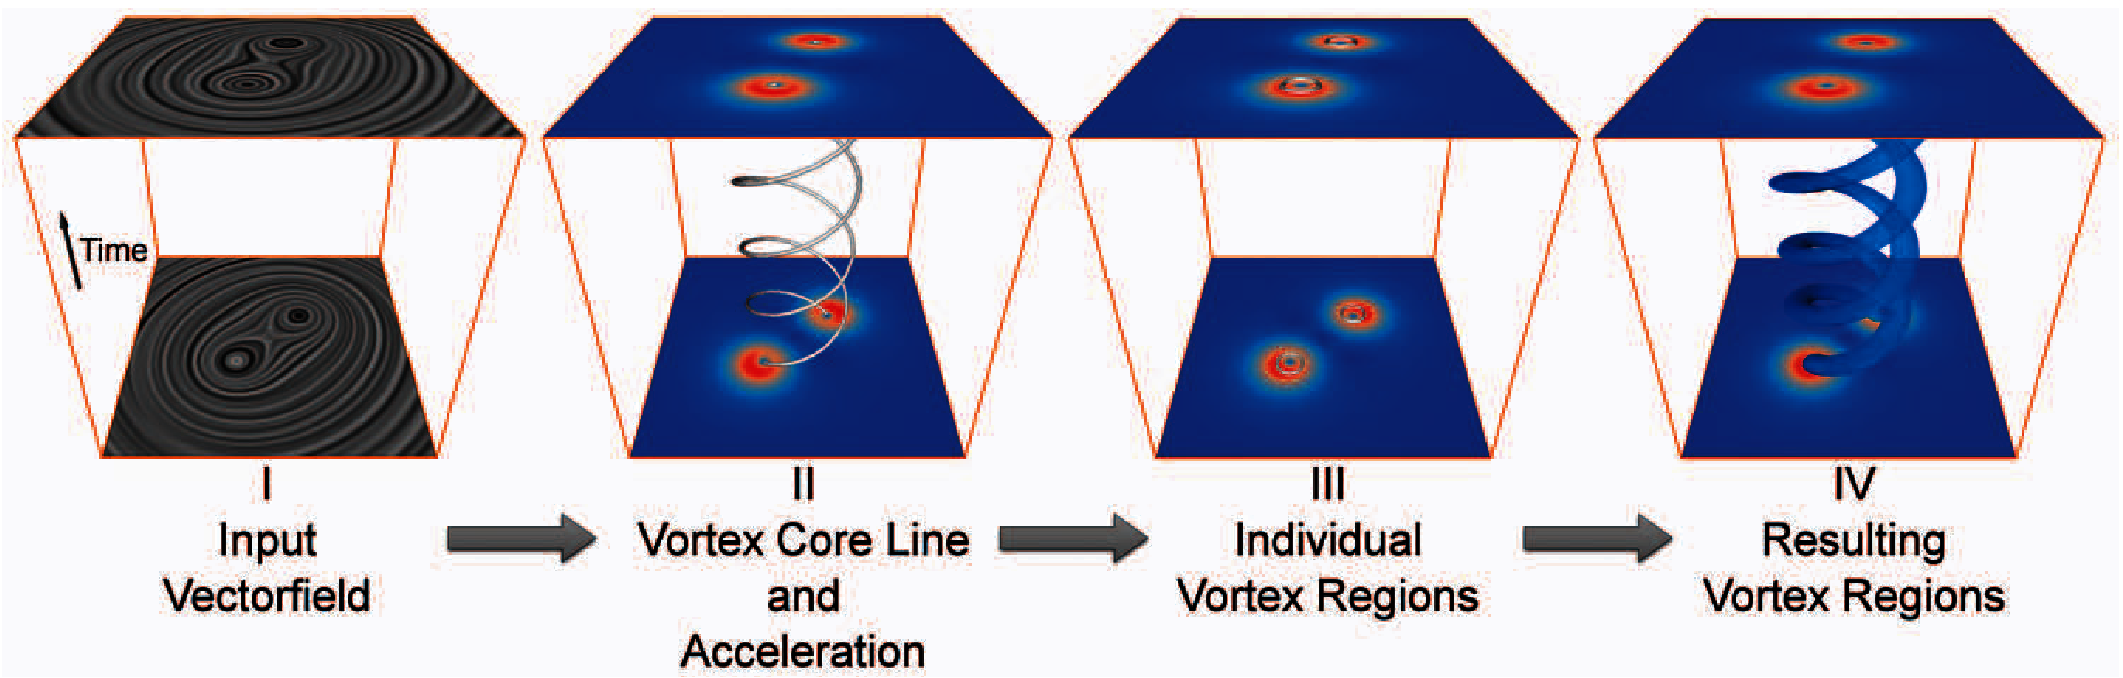 Time
I
Input
Vectorfield
II
Vortex Core Line
and
Acceleration
III
Individual
Vortex Regions
IV
Resulting
Vortex Regions